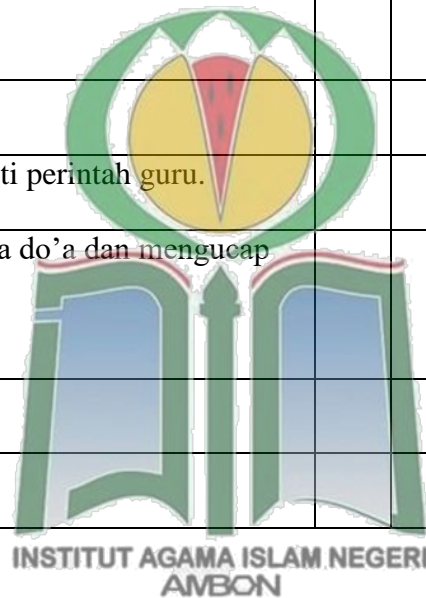 ti perintah guru.
a do’a dan mengucap
INSTITUT AGAMA ISLAM NEGERI
AMBON